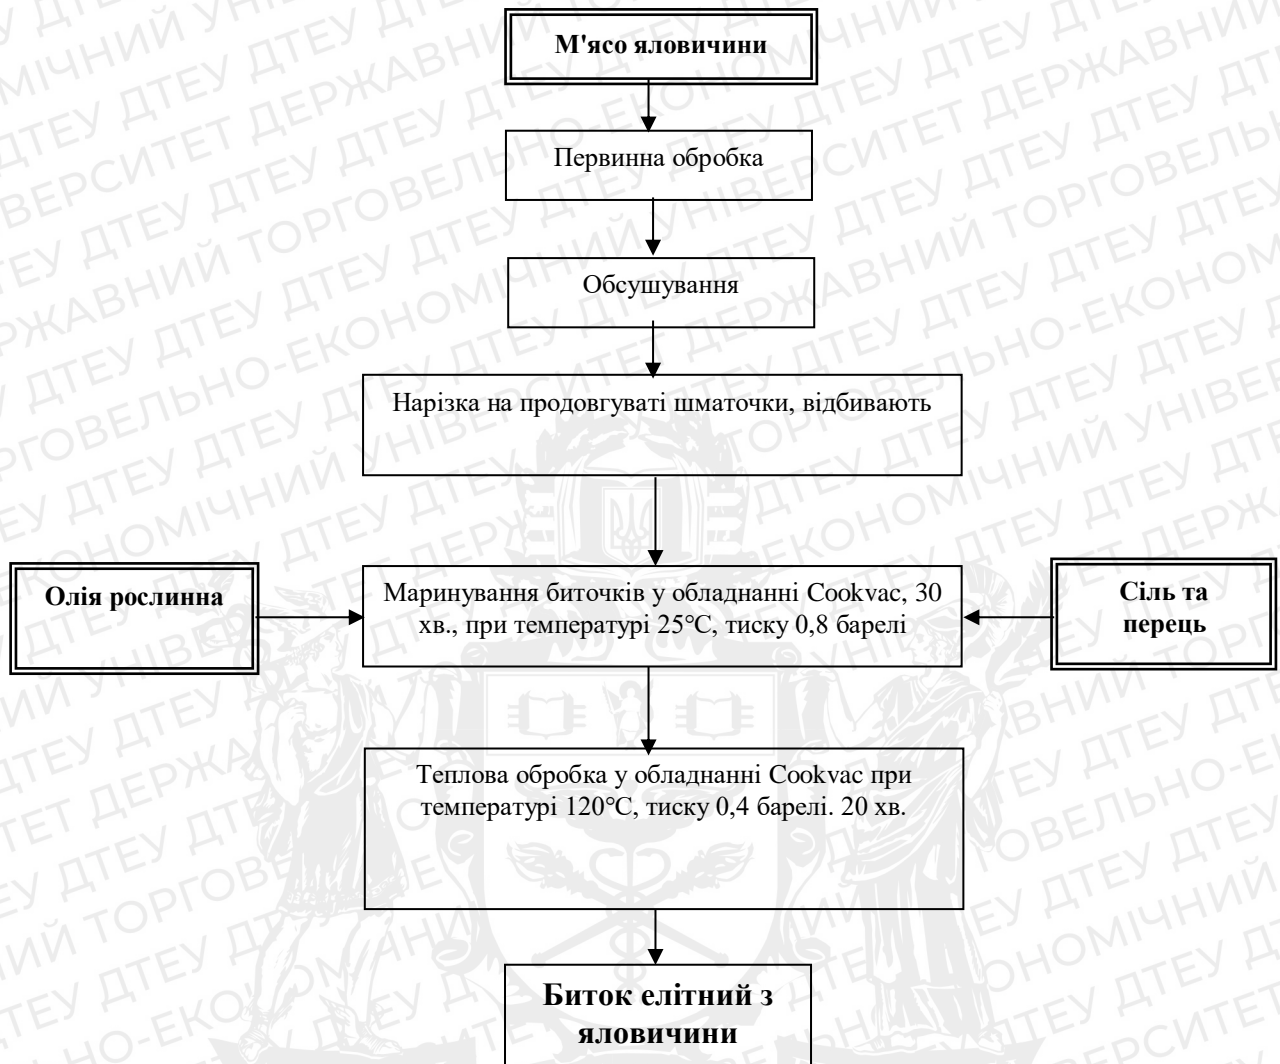 М'ясо яловичини
Первинна обробка
Обсушування
Нарізка на продовгуваті шматочки, відбивають
Олія рослинна
Маринування биточків у обладнанні Cookvac, 30
хв., при температурі 25°С, тиску 0,8 барелі
Сіль та
перець
Теплова обробка у обладнанні Cookvac при
температурі 120°С, тиску 0,4 барелі. 20 хв.
Биток елітний з
яловичини